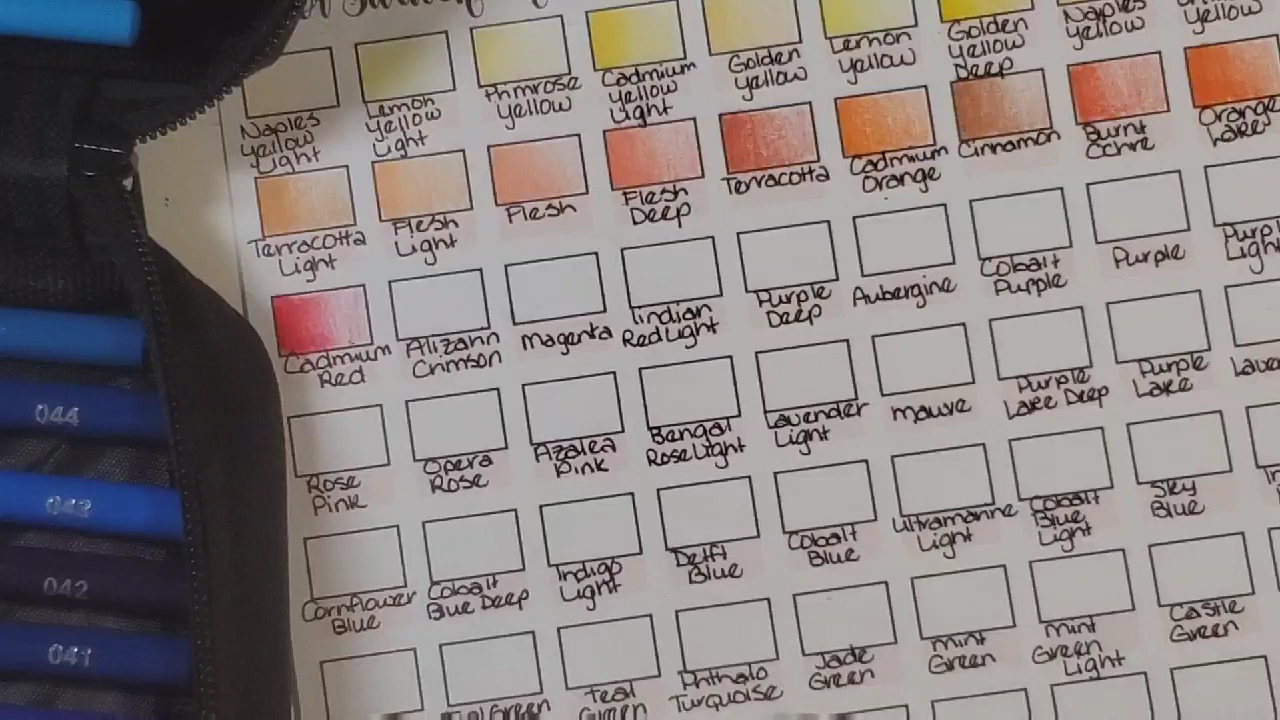 Golden
Naples
Yellow
Lemon
Yellow
Yellow
Deep
Yellow
Yellow
Naples
Yellow
Light
Lemon
Yellow
Light
Primrose
Yellow
Cadmium
Yellow
Light
Golden
Yellow
Terracotta
Light
Flesh
Light
Flesh
Flesh
Deep
Terracotta
Cadmium
Orange
Cinnamon
Burnt
Ochre
Orange
Lake
Cadmium
Red
Alizarin
Crimson
Magenta
Indian
Red Light
Purple
Deep
Aubergine
Cobalt
Purple
Purple
Rose
Pink
Opera
Rose
Azalea
Pink
Bengal
Rose Light
Lavender
Light
Mauve
Purple
Lake Deep
Purple
Lake
Cornflower
Blue
Cobalt
Blue Deep
Indigo
Light
Delft
Blue
Cobalt
Blue
Ultramarine
Light
Cobalt
Blue
Light
Sky
Blue
Teal
Green
Phthalo
Turquoise
Jade
Green
Mint
Green
Mint
Green
Light
Castle
Green
044
043
042
041